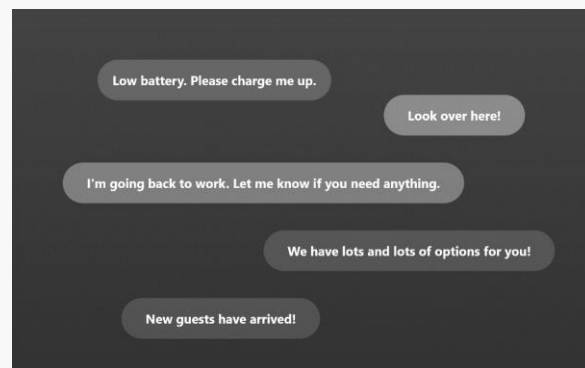 Low battery. Please charge me up.
Look over here!
I'm going back to work. Let me know if you need anything.
We have lots and lots of options for you!
New guests have arrived!